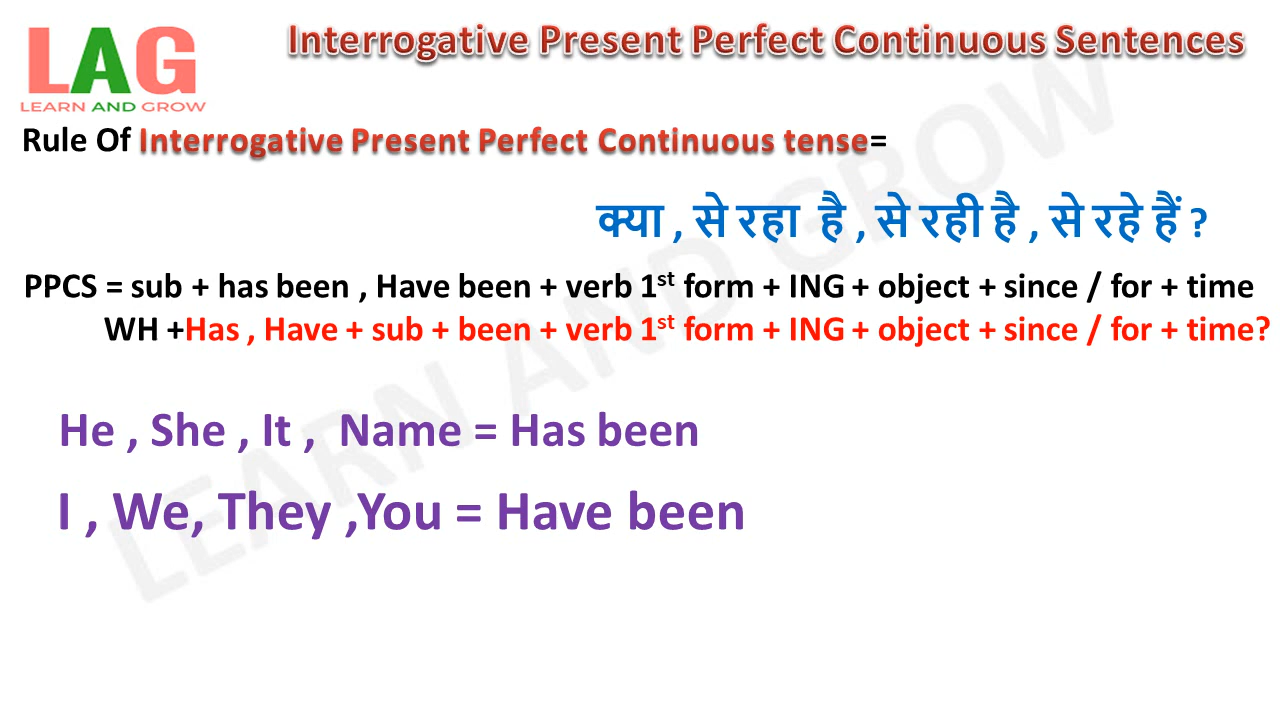 LAG
LEARN AND GROW
Interrogative Present Perfect Continuous Sentences
Rule Of Interrogative Present Perfect Continuous tense=
क्या , से रहा है , से रही है , से रहे हैं ?
PPCS = sub + has been , Have been + verb 1st form + ING + object + since / for + time
WH +Has , Have + sub + been + verb 1st form + ING + object + since / for + time?
He , She , It , Name = Has been
I , We, They ,You = Have been
LEARN AND GROW